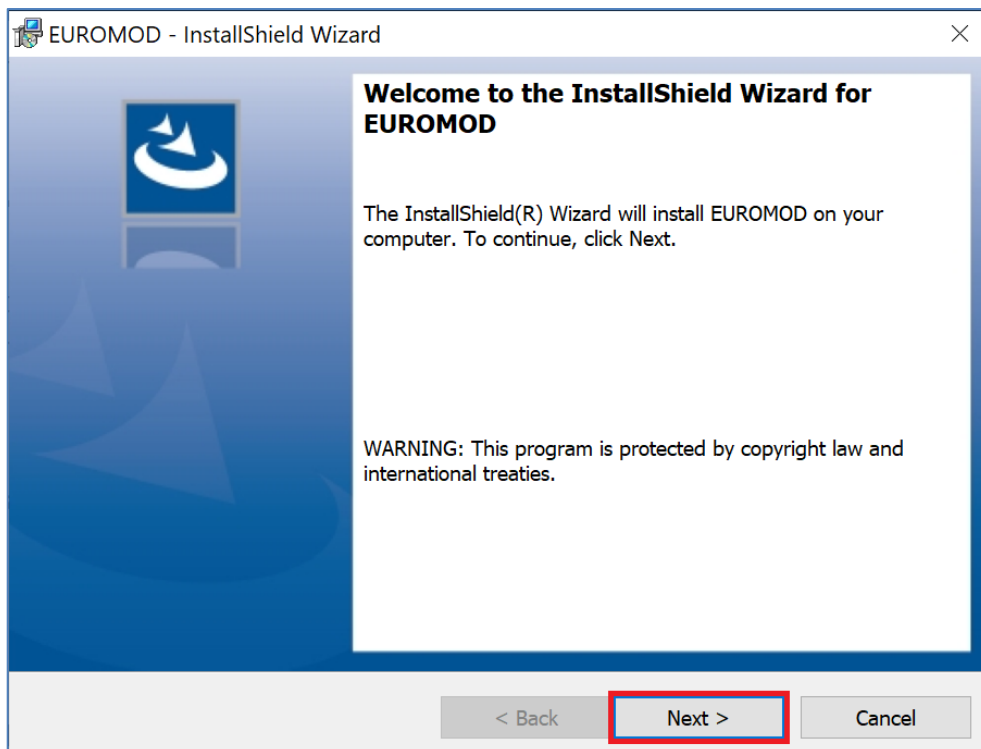 EUROMOD - InstallShield Wizard
Welcome to the InstallShield Wizard for
EUROMOD
The InstallShield(R) Wizard will install EUROMOD on your
computer. To continue, click Next.
WARNING: This program is protected by copyright law and
international treaties.
< Back Next > Cancel